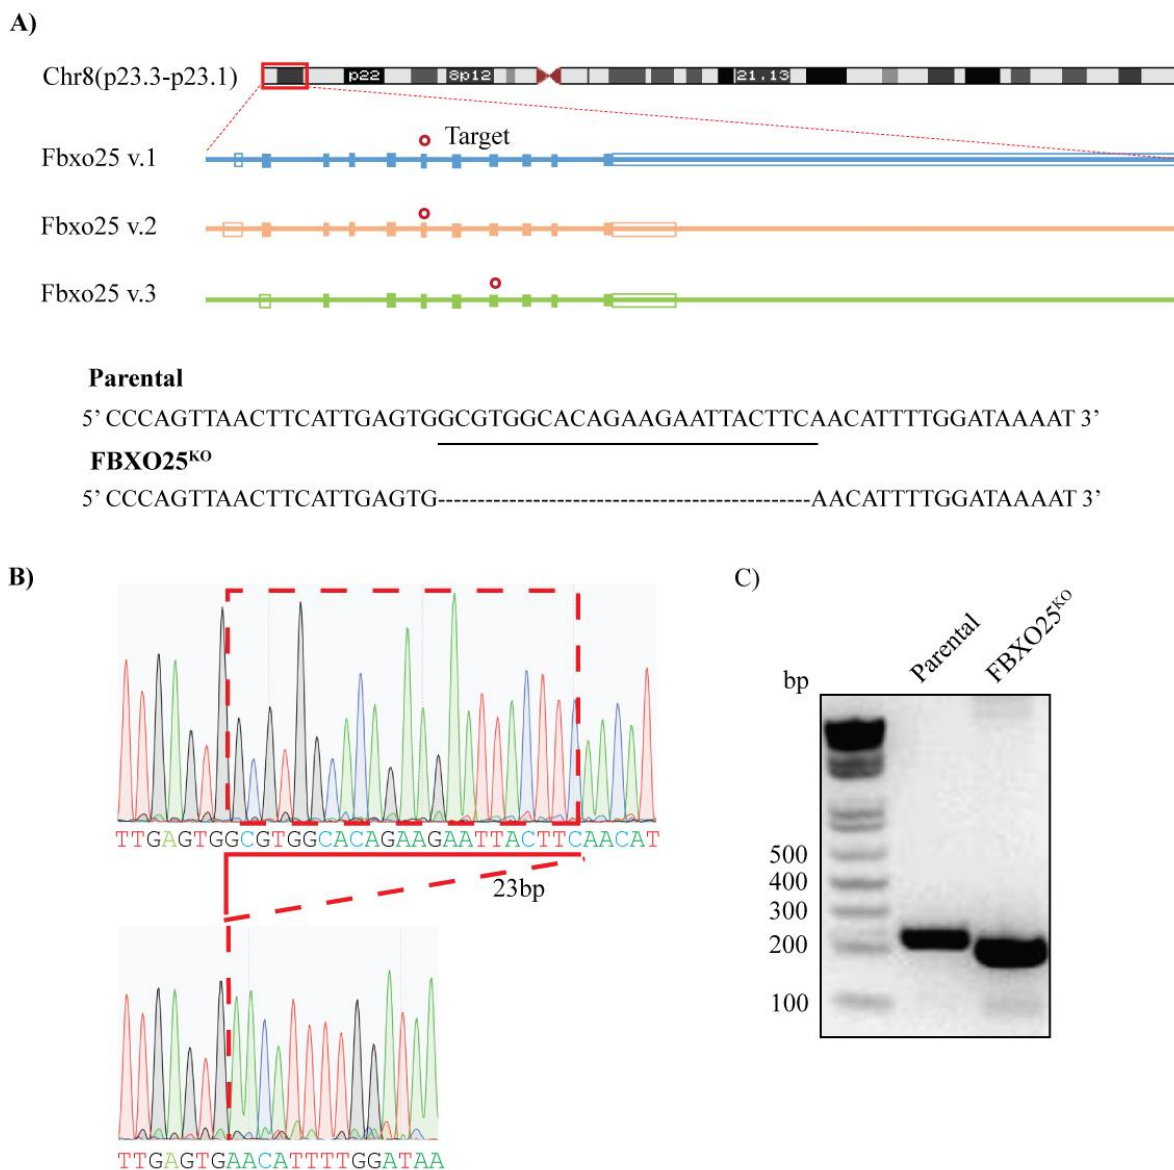 A)
Chr8(p23.3-p23.1)
p22 8p12 21.13
Target
Fbxo25 v.1
Fbxo25 v.2
Fbxo25 v.3
Parental
5’ CCCAGTTAACTTCATTGAGTGGCGTGGCACAGAAGAATTACTTCAACATTTTGGATAAAAT 3’
FBXO25KO
5’ CCCAGTTAACTTCATTGAGTG--------------------------------------AACATTTTGGATAAAAT 3’
B)
TTGAGTGGCGTGGCACAGAAGAATTACTTCAACAT
23bp
TTGAGTGAACATTTTGGATAA
C)
Parental
FBXO25KO
bp
500
400
300
200
100